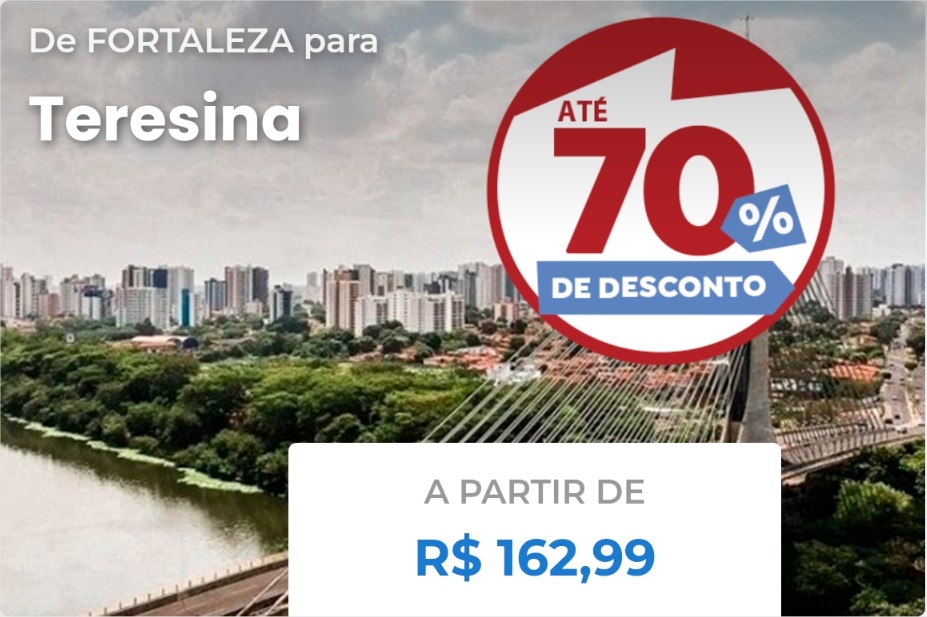 De FORTALEZA para
Teresina
ATÉ
70%
DE DESCONTO
A PARTIR DE
R$ 162,99